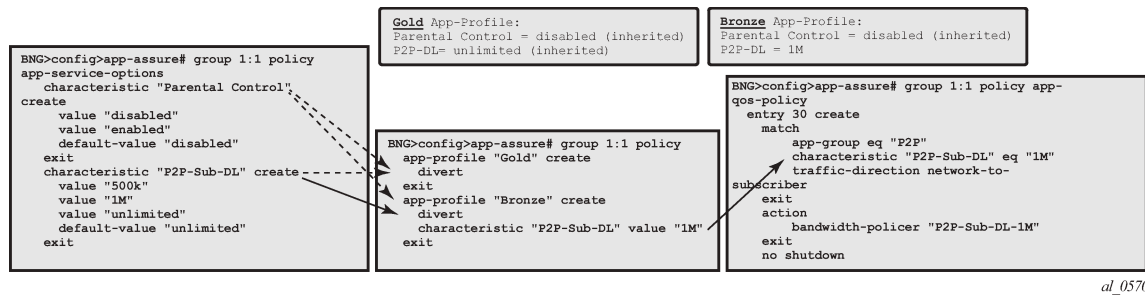 Gold App-Profile:
Parental Control = disabled (inherited)
P2P-DL= unlimited (inherited)
Bronze App-Profile:
Parental Control = disabled (inherited)
P2P-DL = 1M
BNG>config>app-assure# group 1:1 policy
app-service-options
characteristic "Parental Control"
create
value "disabled"
value "enabled"
default-value "disabled"
exit
characteristic "P2P-Sub-DL" create
value "500k"
value "1M"
value "unlimited"
default-value "unlimited"
exit
BNG>config>app-assure# group 1:1 policy
app-profile "Gold" create
divert
exit
app-profile "Bronze" create
divert
characteristic "P2P-Sub-DL" value "1M"
exit
BNG>config>app-assure# group 1:1 policy app-
qos-policy
entry 30 create
match
app-group eq "P2P"
characteristic "P2P-Sub-DL" eq "1M"
traffic-direction network-to-
subscriber
exit
action
bandwidth-policer "P2P-Sub-DL-1M"
exit
no shutdown
al_0570